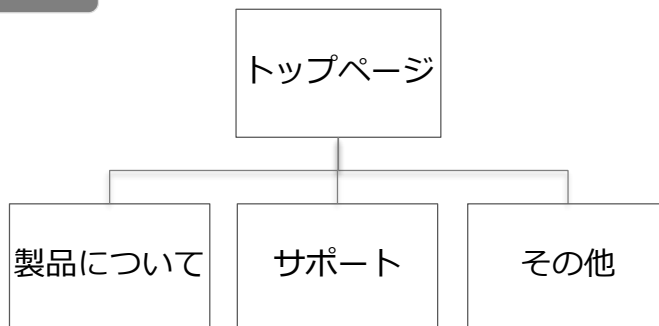 トップページ
製品について
サポート
その他